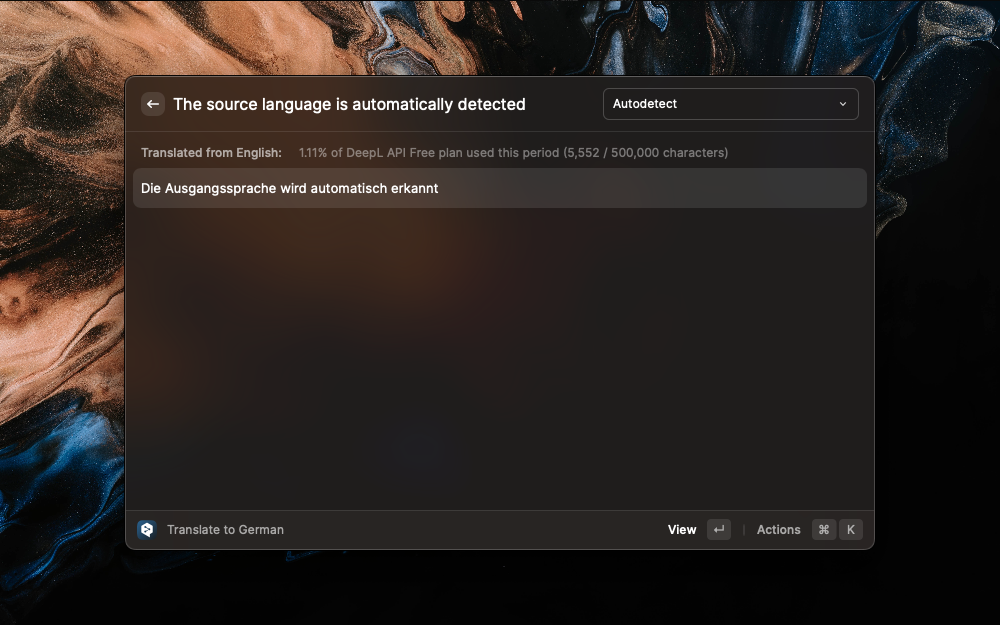 The source language is automatically detected
Autodetect
Translated from English: 1.11% of DeepL API Free plan used this period (5,552 / 500,000 characters)
Die Ausgangssprache wird automatisch erkannt
Translate to German
View ↵ | Actions ⌘ K